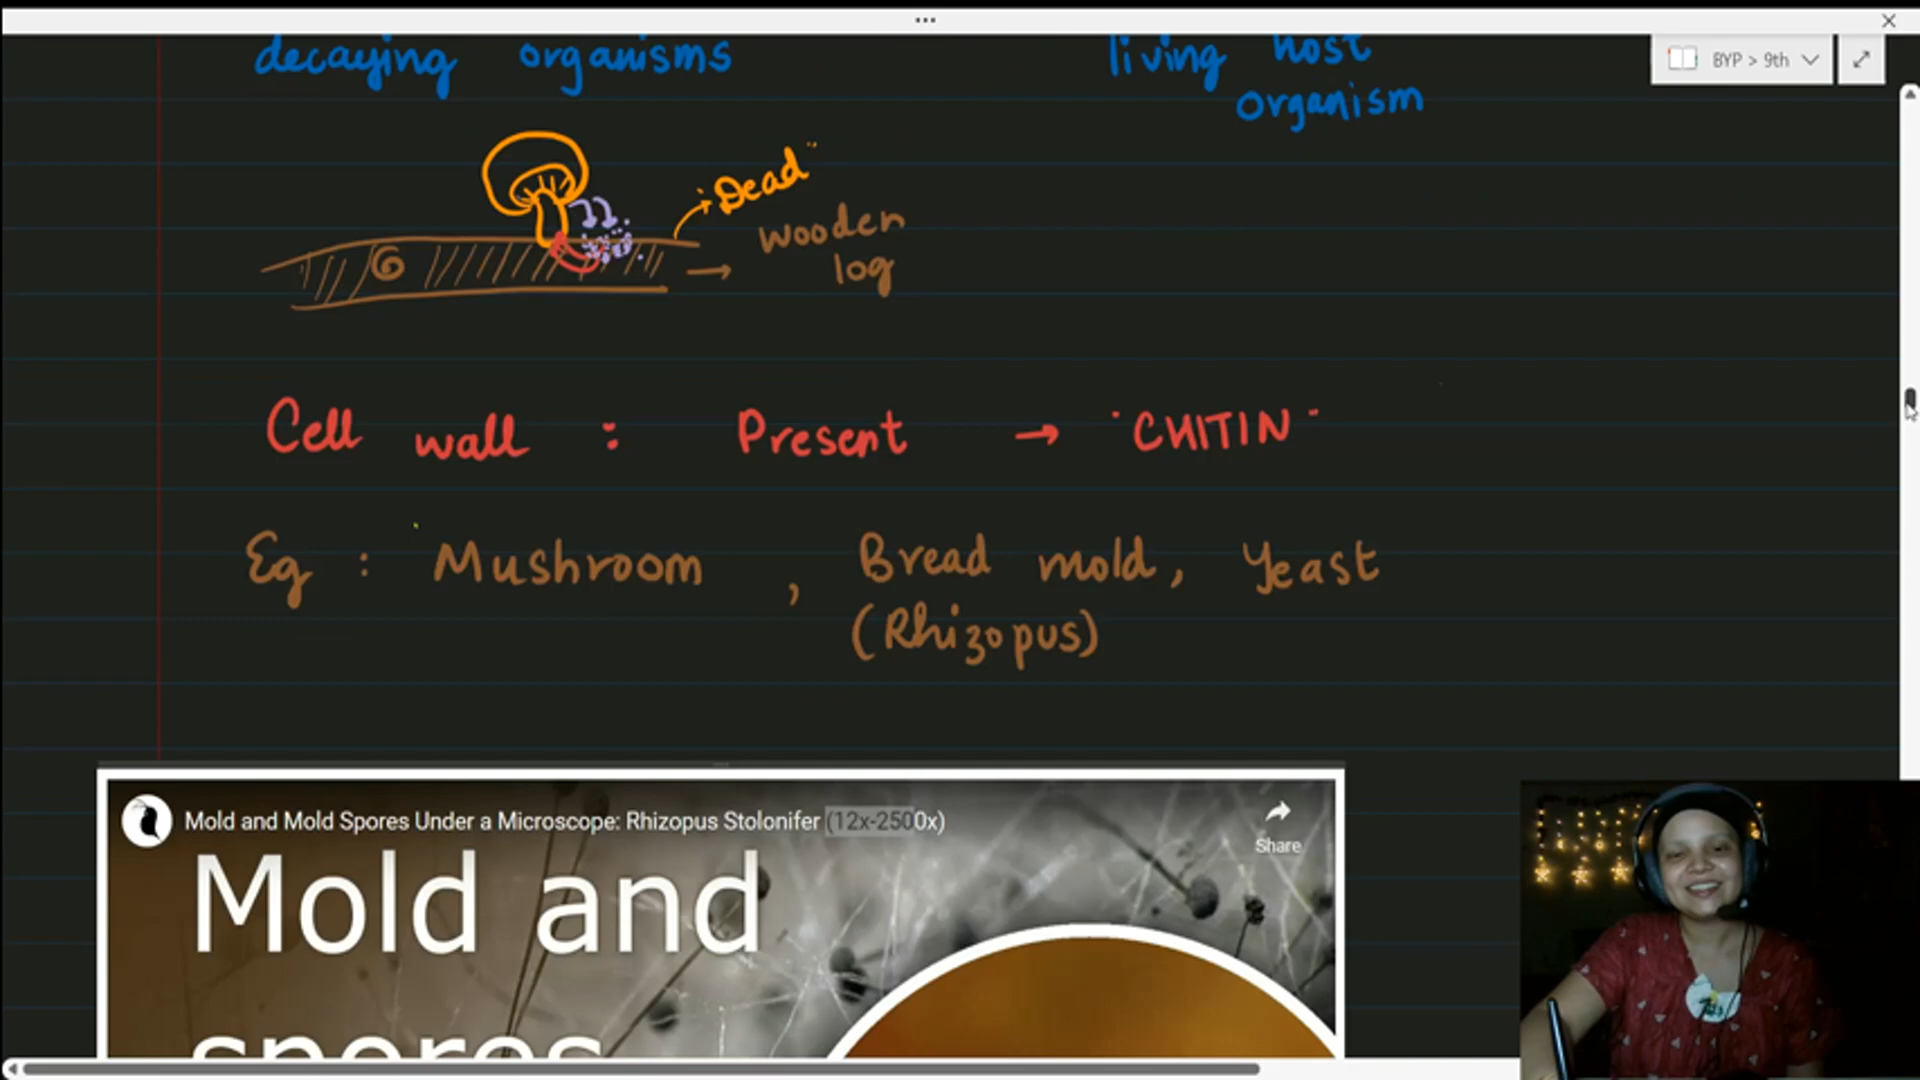 BYP > 9th
decaying organisms
living host
organism
"Dead"
wooden
log
Cell wall : Present → "CHITIN"
Eg : Mushroom , Bread mold, Yeast
(Rhizopus)
Mold and Mold Spores Under a Microscope: Rhizopus Stolonifer (12x-2500x)
Share
Mold and
spores